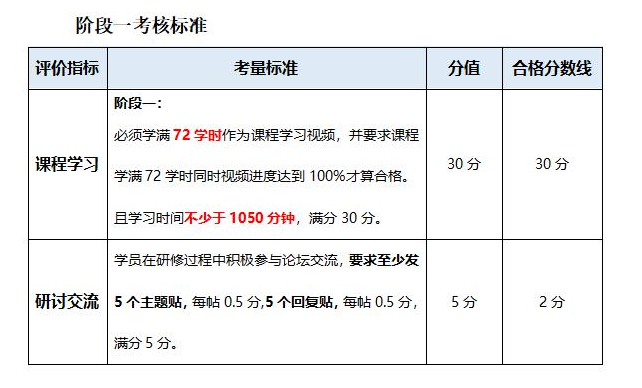 阶段一考核标准
评价指标 考量标准 分值 合格分数线
阶段一：
必须学满 72 学时作为课程学习视频，并要求课程
课程学习 学满 72 学时同时视频进度达到 100%才算合格。 30 分 30 分
且学习时间不少于 1050 分钟，满分 30 分。
学员在研修过程中积极参与论坛交流，要求至少发
研讨交流 5 个主题贴，每帖 0.5 分,5 个回复贴，每帖 0.5 分， 5 分 2 分
满分 5 分。